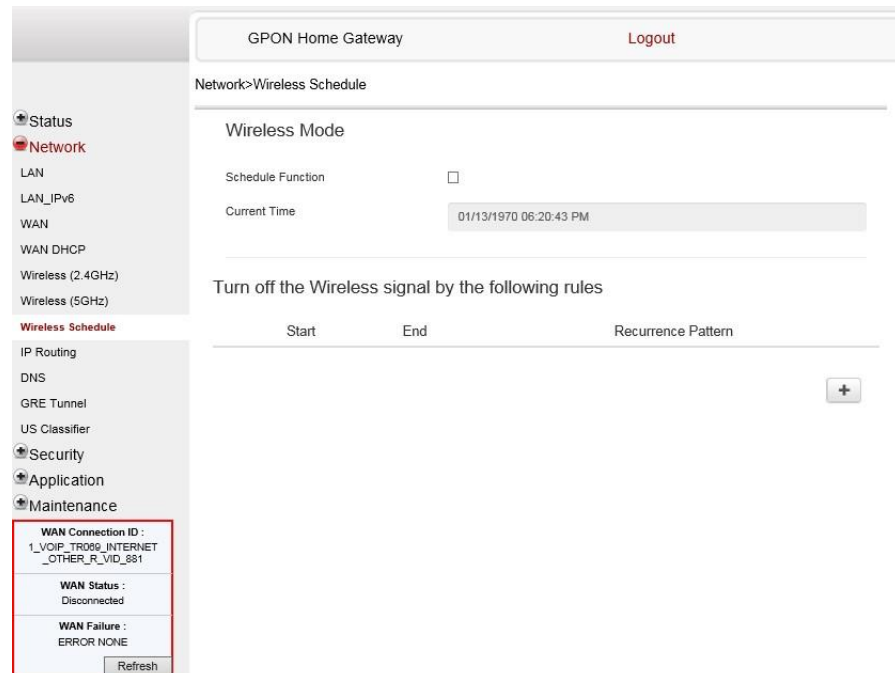 GPON Home Gateway Logout
Network>Wireless Schedule
Status
Network
LAN
LAN_IPv6
WAN
WAN DHCP
Wireless (2.4GHz)
Wireless (5GHz)
Wireless Schedule
IP Routing
DNS
GRE Tunnel
US Classifier
Security
Application
Maintenance
WAN Connection ID :
1_VOIP_TR069_INTERNET
_OTHER_R_VID_881
WAN Status :
Disconnected
WAN Failure :
ERROR NONE
Refresh
Wireless Mode
Schedule Function
Current Time 01/13/1970 06:20:43 PM
Turn off the Wireless signal by the following rules
Start End Recurrence Pattern
+